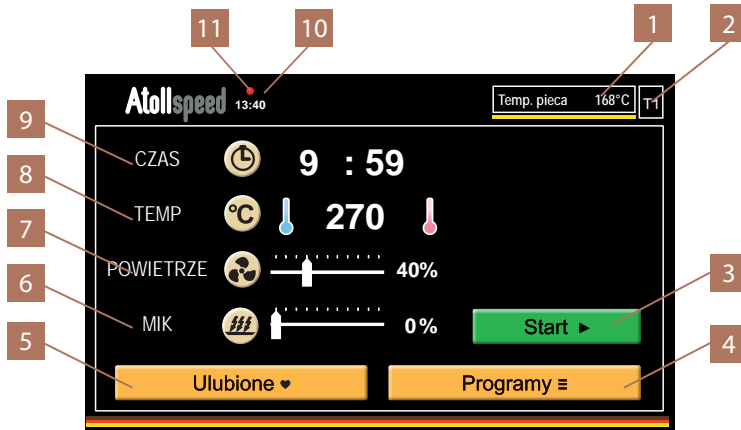 11 10 1 2
Atollspeed 13:40 Temp. pieca 168°C T1
9 CZAS 9 : 59
8 TEMP °C 270
7 POWIETRZE 40%
6 MIK 0% Start ▶ 3
5 Ulubione ♥ Programy ≡ 4